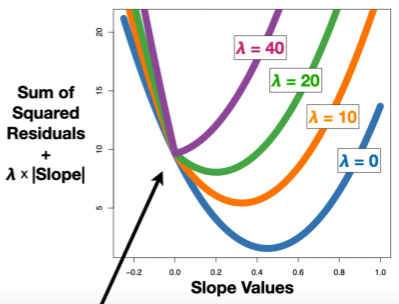 20
15
10
5
Sum of
Squared
Residuals
+
λ × |Slope|
λ = 40
λ = 20
λ = 10
λ = 0
-0.2 0.0 0.2 0.4 0.6 0.8 1.0
Slope Values